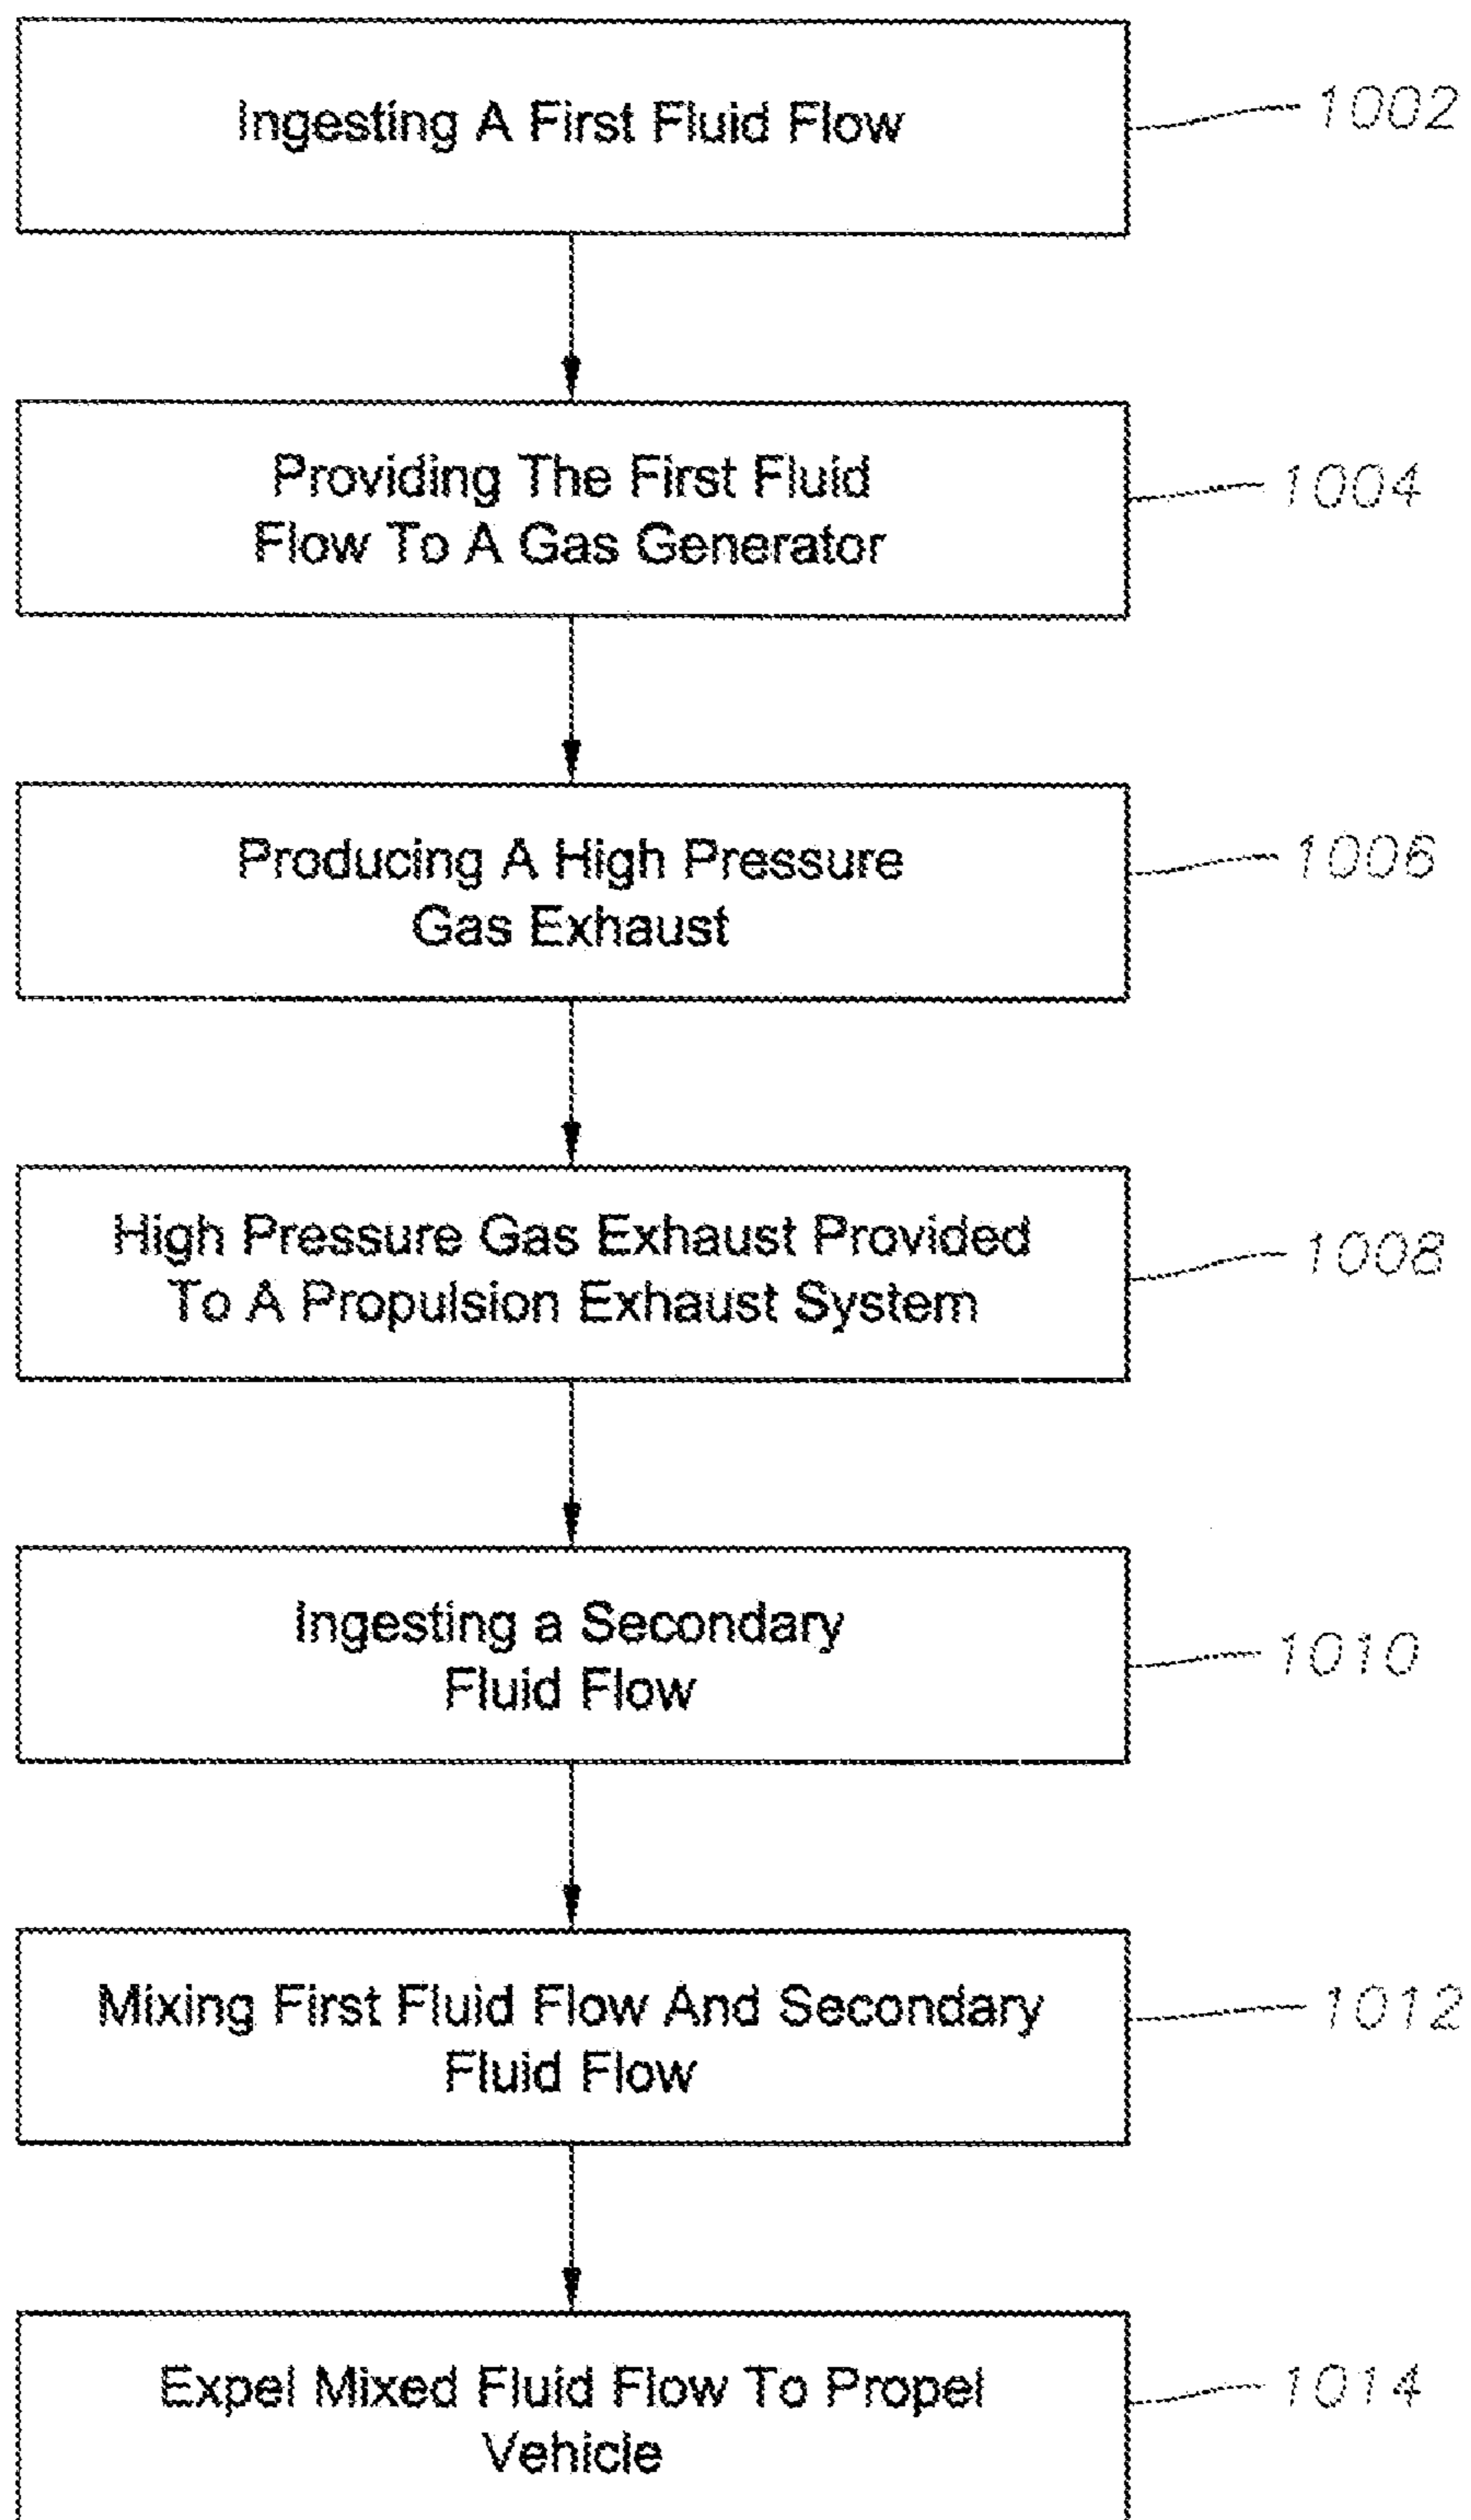 Ingesting A First Fluid Flow
1002
Providing The First Fluid
Flow To A Gas Generator
1004
Producing A High Pressure
Gas Exhaust
1006
High Pressure Gas Exhaust Provided
To A Propulsion Exhaust System
1008
Ingesting a Secondary
Fluid Flow
1010
Mixing First Fluid Flow And Secondary
Fluid Flow
1012
Expel Mixed Fluid Flow To Propel
Vehicle
1014